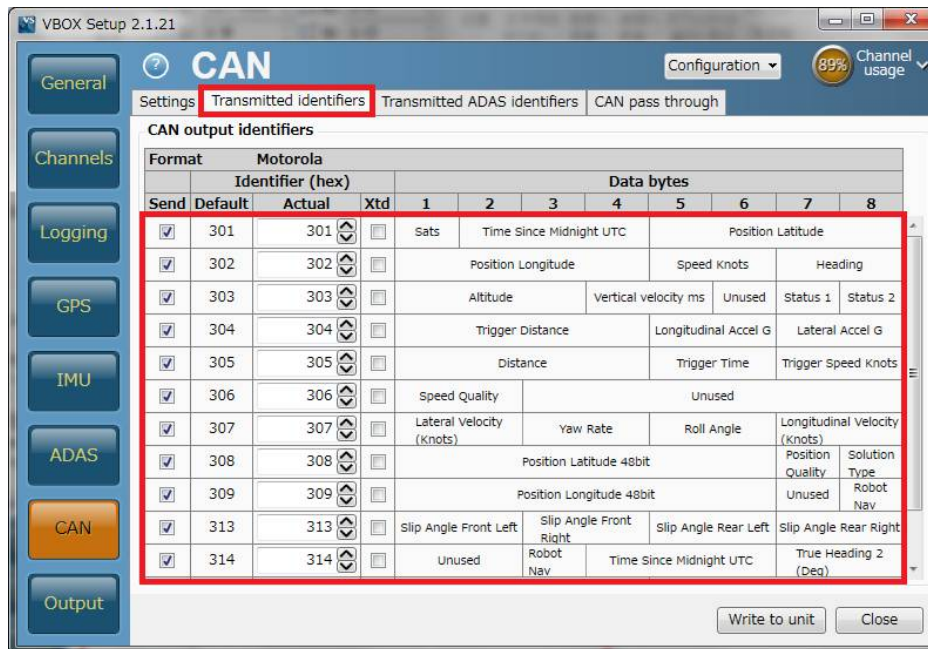 VBOX Setup 2.1.21
General
Channels
Logging
GPS
IMU
ADAS
CAN
Output
? CAN Configuration 89% Channel usage
Settings Transmitted identifiers Transmitted ADAS identifiers CAN pass through
CAN output identifiers
Format Motorola
Identifier (hex) Data bytes
Send Default Actual Xtd 1 2 3 4 5 6 7 8
301 301 Sats Time Since Midnight UTC Position Latitude
302 302 Position Longitude Speed Knots Heading
303 303 Altitude Vertical velocity ms Unused Status 1 Status 2
304 304 Trigger Distance Longitudinal Accel G Lateral Accel G
305 305 Distance Trigger Time Trigger Speed Knots
306 306 Speed Quality Unused
307 307 Lateral Velocity (Knots) Yaw Rate Roll Angle Longitudinal Velocity (Knots)
308 308 Position Latitude 48bit Position Quality Solution Type
309 309 Position Longitude 48bit Unused Robot Nav
313 313 Slip Angle Front Left Slip Angle Front Right Slip Angle Rear Left Slip Angle Rear Right
314 314 Unused Robot Nav Time Since Midnight UTC True Heading 2 (Deg)
Write to unit Close